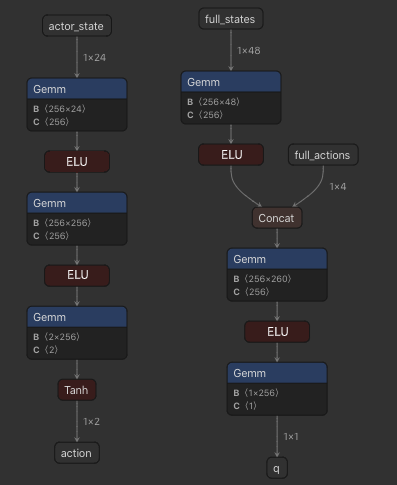 actor_state
1×24
Gemm
B ⟨256×24⟩
C ⟨256⟩
ELU
Gemm
B ⟨256×256⟩
C ⟨256⟩
ELU
Gemm
B ⟨2×256⟩
C ⟨2⟩
Tanh
1×2
action
full_states
1×48
Gemm
B ⟨256×48⟩
C ⟨256⟩
ELU
full_actions
1×4
Concat
Gemm
B ⟨256×260⟩
C ⟨256⟩
ELU
Gemm
B ⟨1×256⟩
C ⟨1⟩
1×1
q